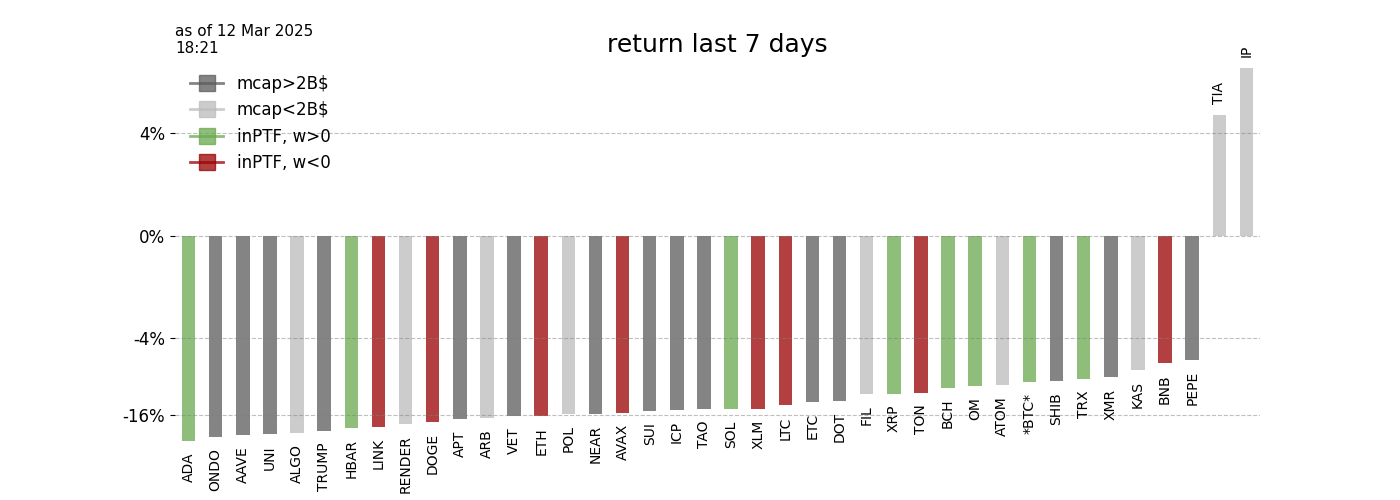 as of 12 Mar 2025
18:21
return last 7 days
mcap>2B$
mcap<2B$
inPTF, w>0
inPTF, w<0
4%
0%
-4%
-16%
ADA
ONDO
AAVE
UNI
ALGO
TRUMP
HBAR
LINK
RENDER
DOGE
APT
ARB
VET
ETH
POL
NEAR
AVAX
SUI
ICP
TAO
SOL
XLM
LTC
ETC
DOT
FIL
XRP
TON
BCH
OM
ATOM
*BTC*
SHIB
TRX
XMR
KAS
BNB
PEPE
TIA
IP